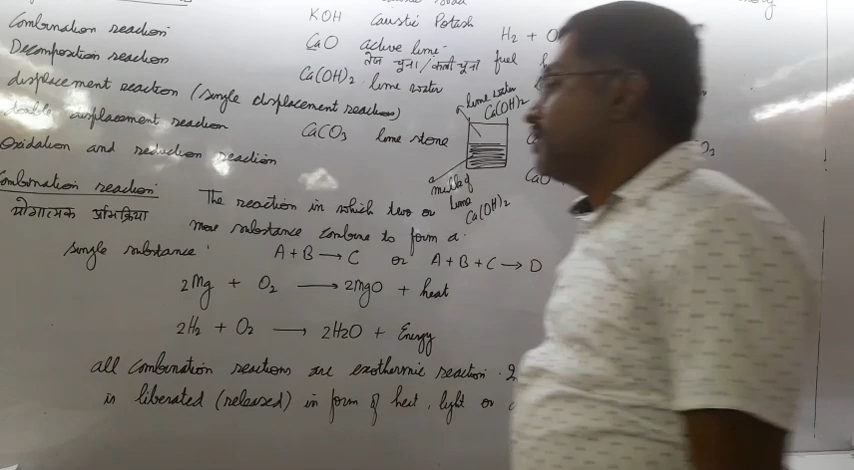 Combination reaction
Decomposition reaction
displacement reaction (single displacement reaction)
double displacement reaction
Oxidation and reduction reaction
KOH Caustic Potash
CaO active lime
तेज चूना / कली चूना
Ca(OH)2 lime water
CaCO3 lime stone
H2 + O
fuel
lime water
Ca(OH)2
milk of
lime
Ca(OH)2
CaO
Combination reaction
योगात्मक अभिक्रिया
The reaction in which two or
more substance combine to form a
single substance.
A + B → C or A + B + C → D
2Mg + O2 → 2MgO + heat
2H2 + O2 → 2H2O + Energy
all combination reactions are exothermic reaction.
is liberated (released) in form of heat, light or